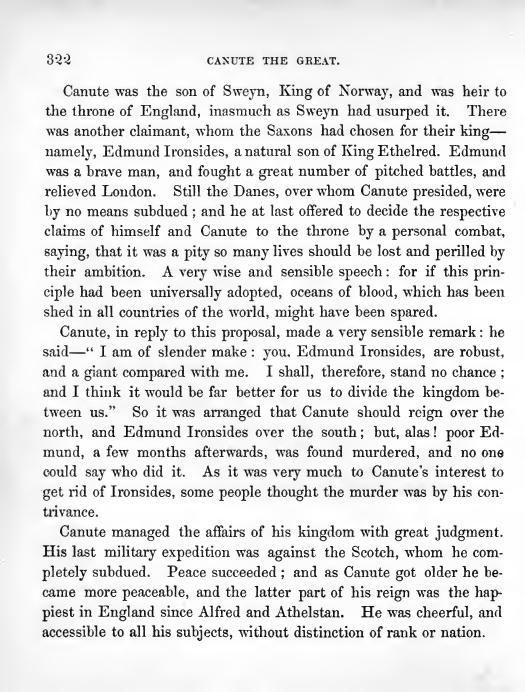 322 CANUTE THE GREAT.
Canute was the son of Sweyn, King of Norway, and was heir to
the throne of England, inasmuch as Sweyn had usurped it. There
was another claimant, whom the Saxons had chosen for their king—
namely, Edmund Ironsides, a natural son of King Ethelred. Edmund
was a brave man, and fought a great number of pitched battles, and
relieved London. Still the Danes, over whom Canute presided, were
by no means subdued ; and he at last offered to decide the respective
claims of himself and Canute to the throne by a personal combat,
saying, that it was a pity so many lives should be lost and perilled by
their ambition. A very wise and sensible speech : for if this prin-
ciple had been universally adopted, oceans of blood, which has been
shed in all countries of the world, might have been spared.
Canute, in reply to this proposal, made a very sensible remark : he
said—“ I am of slender make : you. Edmund Ironsides, are robust,
and a giant compared with me. I shall, therefore, stand no chance ;
and I think it would be far better for us to divide the kingdom be-
tween us.” So it was arranged that Canute should reign over the
north, and Edmund Ironsides over the south ; but, alas ! poor Ed-
mund, a few months afterwards, was found murdered, and no one
could say who did it. As it was very much to Canute's interest to
get rid of Ironsides, some people thought the murder was by his con-
trivance.
Canute managed the affairs of his kingdom with great judgment.
His last military expedition was against the Scotch, whom he com-
pletely subdued. Peace succeeded ; and as Canute got older he be-
came more peaceable, and the latter part of his reign was the hap-
piest in England since Alfred and Athelstan. He was cheerful, and
accessible to all his subjects, without distinction of rank or nation.